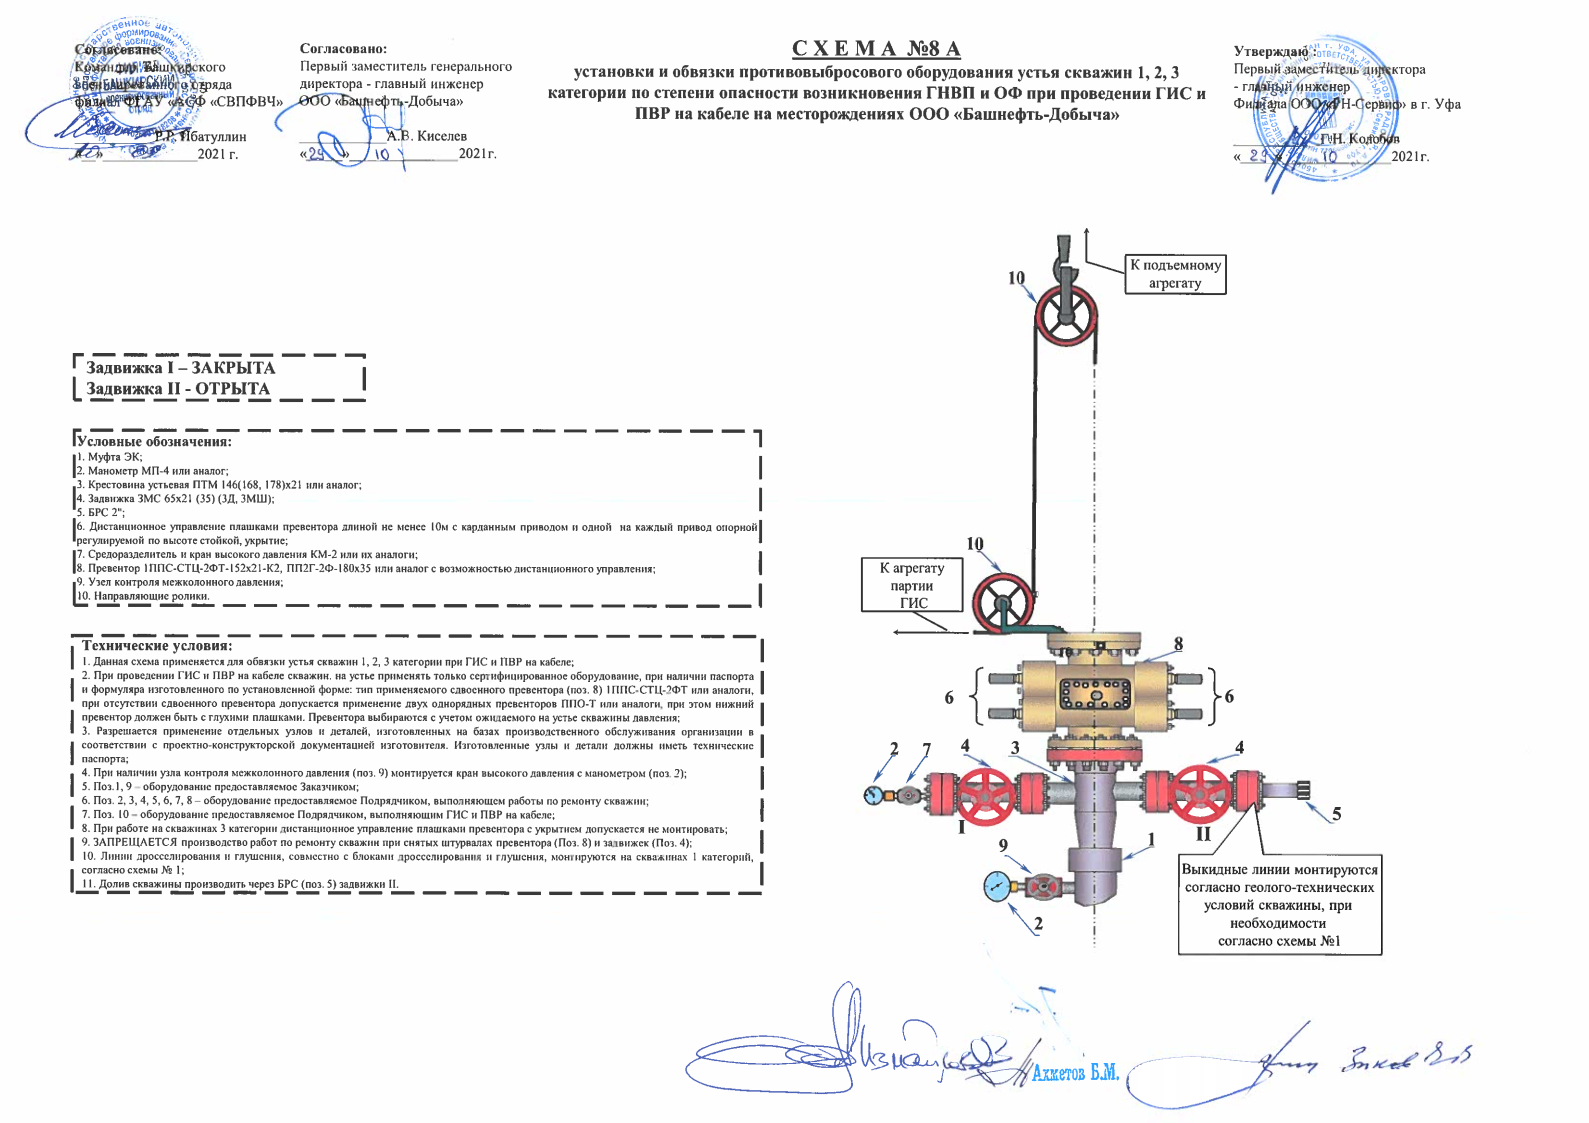 Согласовано:
Командир Башкирского
военизированного отряда
филиал ФГАУ «АСФ «СВПФВЧ»
Р.Р. Ибатуллин
2021 г.
Согласовано:
Первый заместитель генерального
директора - главный инженер
ООО «Башнефть-Добыча»
А.В. Киселев
«29» 10 2021г.
С Х Е М А №8 А
установки и обвязки противовыбросового оборудования устья скважин 1, 2, 3
категории по степени опасности возникновения ГНВП и ОФ при проведении ГИС и
ПВР на кабеле на месторождениях ООО «Башнефть-Добыча»
Утверждаю :
Первый заместитель директора
- главный инженер
Филиала ООО «РН-Сервис» в г. Уфа
Г.Н. Колобов
«29» 10 2021г.
Задвижка I – ЗАКРЫТА
Задвижка II - ОТРЫТА
Условные обозначения:
1. Муфта ЭК;
2. Манометр МП-4 или аналог;
3. Крестовина устьевая ПТМ 146(168, 178)х21 или аналог;
4. Задвижка ЗМС 65х21 (35) (ЗД, ЗМШ);
5. БРС 2";
6. Дистанционное управление плашками превентора длиной не менее 10м с карданным приводом и одной на каждый привод опорной
регулируемой по высоте стойкой, укрытие;
7. Средоразделитель и кран высокого давления КМ-2 или их аналоги;
8. Превентор 1ППС-СТЦ-2ФТ-152х21-К2, ПП2Г-2Ф-180х35 или аналог с возможностью дистанционного управления;
9. Узел контроля межколонного давления;
10. Направляющие ролики.
Технические условия:
1. Данная схема применяется для обвязки устья скважин 1, 2, 3 категории при ГИС и ПВР на кабеле;
2. При проведении ГИС и ПВР на кабеле скважин. на устье применять только сертифицированное оборудование, при наличии паспорта
и формуляра изготовленного по установленной форме: тип применяемого сдвоенного превентора (поз. 8) 1ППС-СТЦ-2ФТ или аналоги,
при отсутствии сдвоенного превентора допускается применение двух однорядных превенторов ППО-Т или аналоги, при этом нижний
превентор должен быть с глухими плашками. Превентора выбираются с учетом ожидаемого на устье скважины давления;
3. Разрешается применение отдельных узлов и деталей, изготовленных на базах производственного обслуживания организации в
соответствии с проектно-конструкторской документацией изготовителя. Изготовленные узлы и детали должны иметь технические
паспорта;
4. При наличии узла контроля межколонного давления (поз. 9) монтируется кран высокого давления с манометром (поз. 2);
5. Поз.1, 9 – оборудование предоставляемое Заказчиком;
6. Поз. 2, 3, 4, 5, 6, 7, 8 – оборудование предоставляемое Подрядчиком, выполняющем работы по ремонту скважин;
7. Поз. 10 – оборудование предоставляемое Подрядчиком, выполняющим ГИС и ПВР на кабеле;
8. При работе на скважинах 3 категории дистанционное управление плашками превентора с укрытием допускается не монтировать;
9. ЗАПРЕЩАЕТСЯ производство работ по ремонту скважин при снятых штурвалах превентора (Поз. 8) и задвижек (Поз. 4);
10. Линии дросселирования и глушения, совместно с блоками дросселирования и глушения, монтируются на скважинах 1 категорий,
согласно схемы № 1;
11. Долив скважины производить через БРС (поз. 5) задвижки II.
К подъемному
агрегату
10
10
К агрегату
партии
ГИС
8
6
6
2
7
4
3
4
I
II
5
9
1
2
Выкидные линии монтируются
согласно геолого-технических
условий скважины, при
необходимости
согласно схемы №1
Ахметов Б.М.